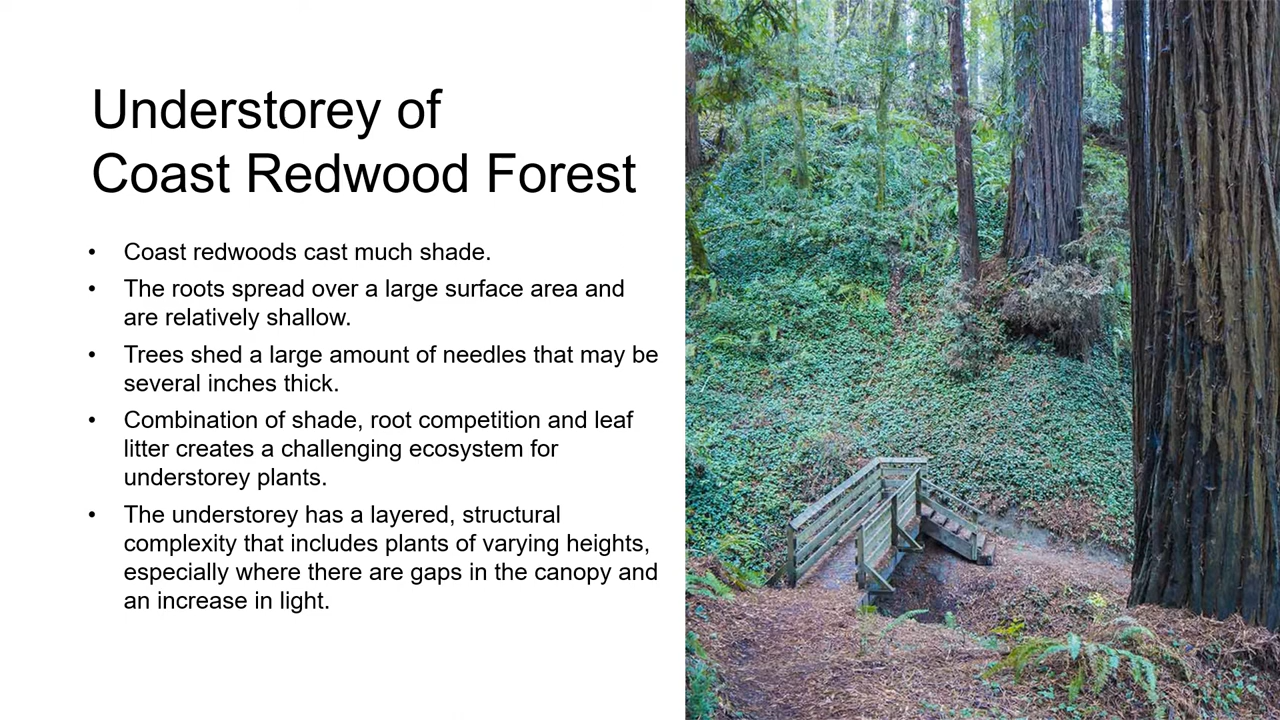 Understorey of
Coast Redwood Forest
• Coast redwoods cast much shade.
• The roots spread over a large surface area and
are relatively shallow.
• Trees shed a large amount of needles that may be
several inches thick.
• Combination of shade, root competition and leaf
litter creates a challenging ecosystem for
understorey plants.
• The understorey has a layered, structural
complexity that includes plants of varying heights,
especially where there are gaps in the canopy and
an increase in light.